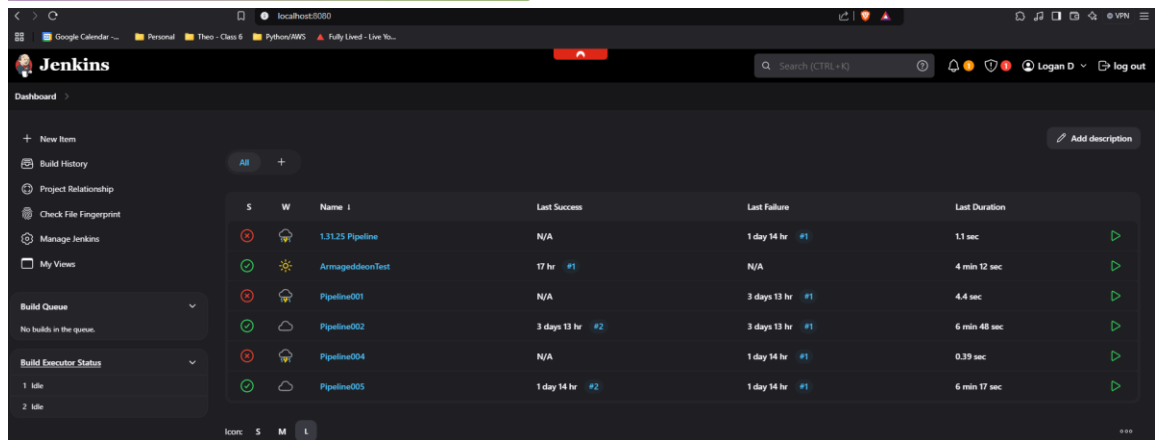 localhost:8080
VPN
Google Calendar -... Personal Theo - Class 6 Python/AWS Fully Lived - Live Yo...
Jenkins
Search (CTRL+K)
1
1
Logan D
log out
Dashboard
New Item
Build History
Project Relationship
Check File Fingerprint
Manage Jenkins
My Views
Build Queue
No builds in the queue.
Build Executor Status
1 Idle
2 Idle
Add description
All +
S W Name ↓ Last Success Last Failure Last Duration
1.31.25 Pipeline N/A 1 day 14 hr #1 1.1 sec
ArmageddeonTest 17 hr #1 N/A 4 min 12 sec
Pipeline001 N/A 3 days 13 hr #1 4.4 sec
Pipeline002 3 days 13 hr #2 3 days 13 hr #1 6 min 48 sec
Pipeline004 N/A 1 day 14 hr #1 0.39 sec
Pipeline005 1 day 14 hr #2 1 day 14 hr #1 6 min 17 sec
Icon: S M L